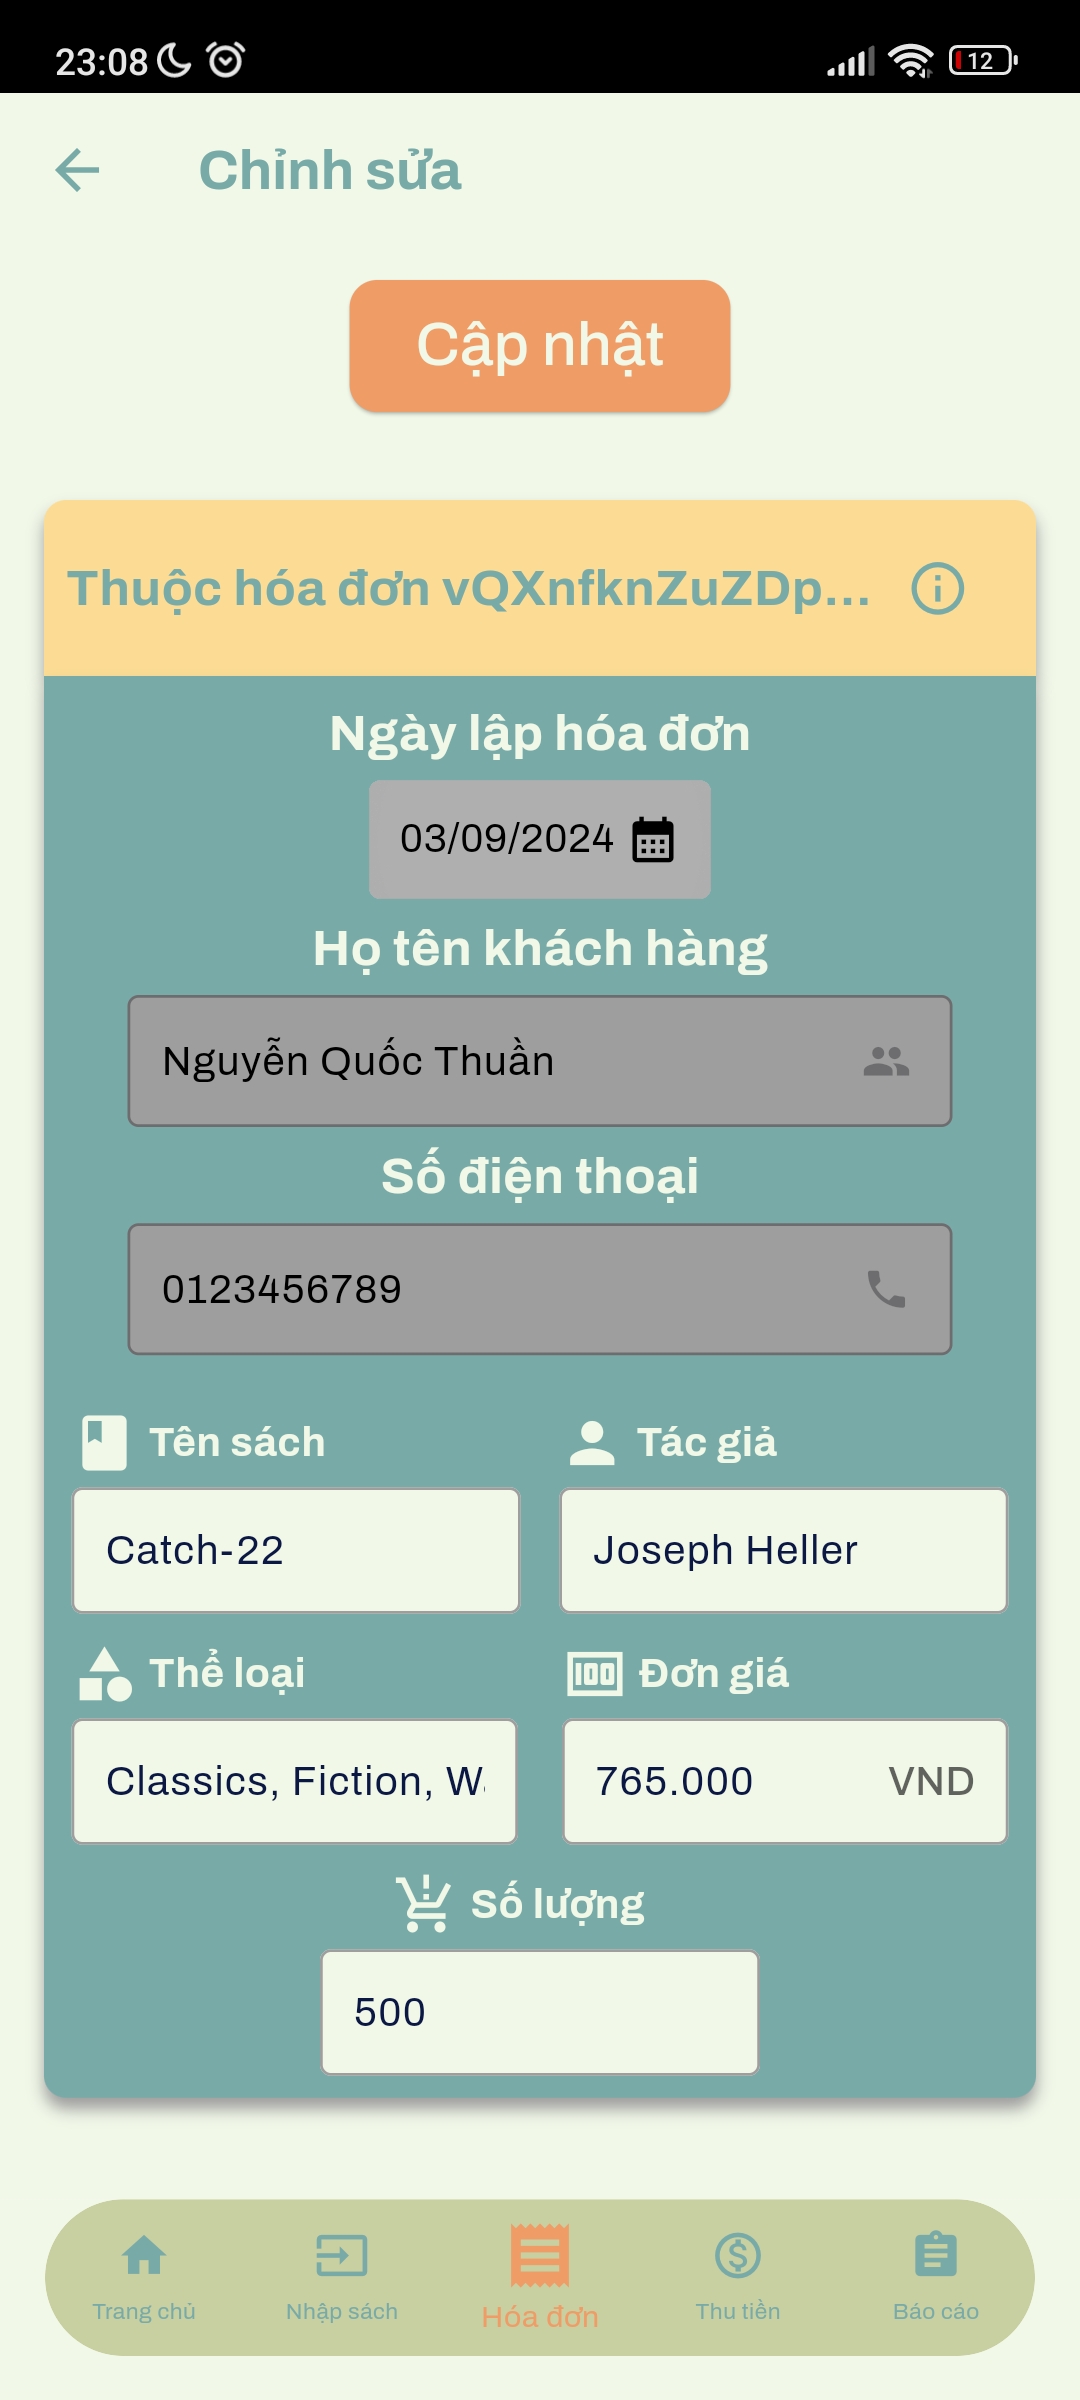 23:08
12
Chỉnh sửa
Cập nhật
Thuộc hóa đơn vQXnfknZuZDp...
Ngày lập hóa đơn
03/09/2024
Họ tên khách hàng
Nguyễn Quốc Thuần
Số điện thoại
0123456789
Tên sách
Tác giả
Catch-22
Joseph Heller
Thể loại
Đơn giá
Classics, Fiction,
765.000 VND
Số lượng
500
Trang chủ
Nhập sách
Hóa đơn
Thu tiền
Báo cáo